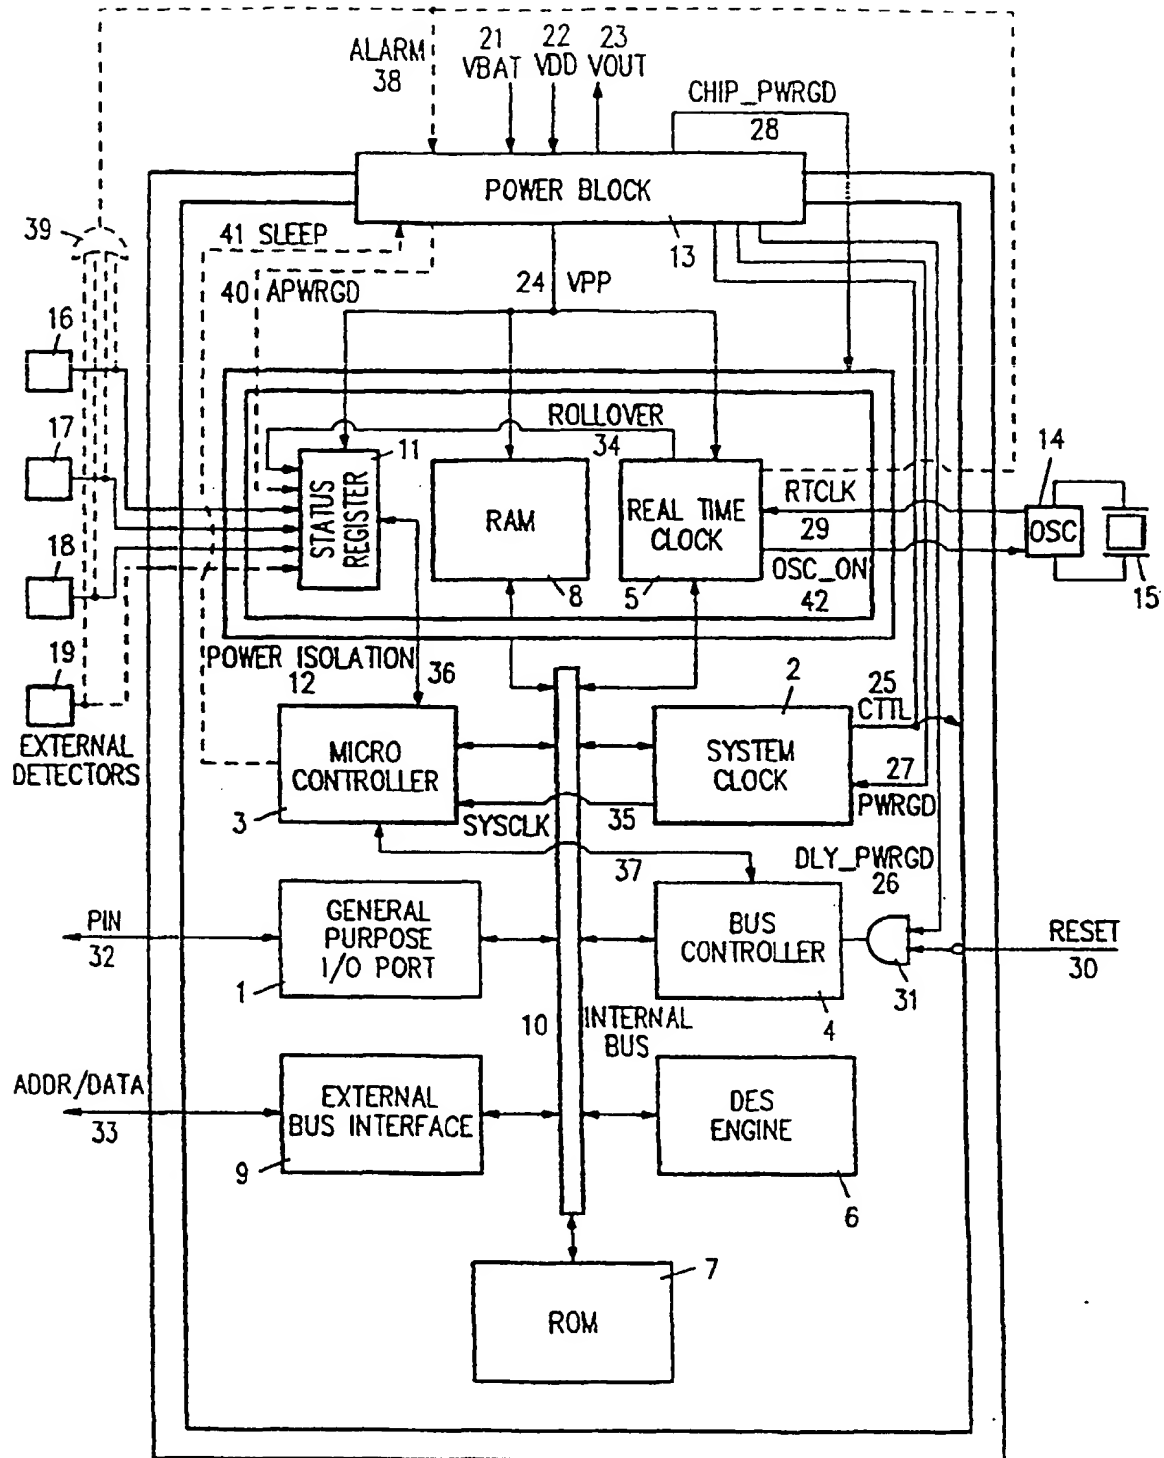 ALARM
38
21
VBAT
22
VDD
23
VOUT
CHIP_PWRGD
28
POWER BLOCK
13
39
41 SLEEP
40 APWRGD
24 VPP
16
17
18
19
EXTERNAL
DETECTORS
ROLLOVER
34
11
STATUS
REGISTER
RAM
8
REAL TIME
CLOCK
5
RTCLK
29
OSC_ON
42
14
OSC
15
POWER ISOLATION
12
36
2
25
CTTL
MICRO
CONTROLLER
3
SYSTEM
CLOCK
27
PWRGD
SYSCLK
35
37
DLY_PWRGD
26
PIN
32
GENERAL
PURPOSE
I/O PORT
1
BUS
CONTROLLER
4
31
RESET
30
10
INTERNAL
BUS
ADDR/DATA
33
EXTERNAL
BUS INTERFACE
9
DES
ENGINE
6
7
ROM